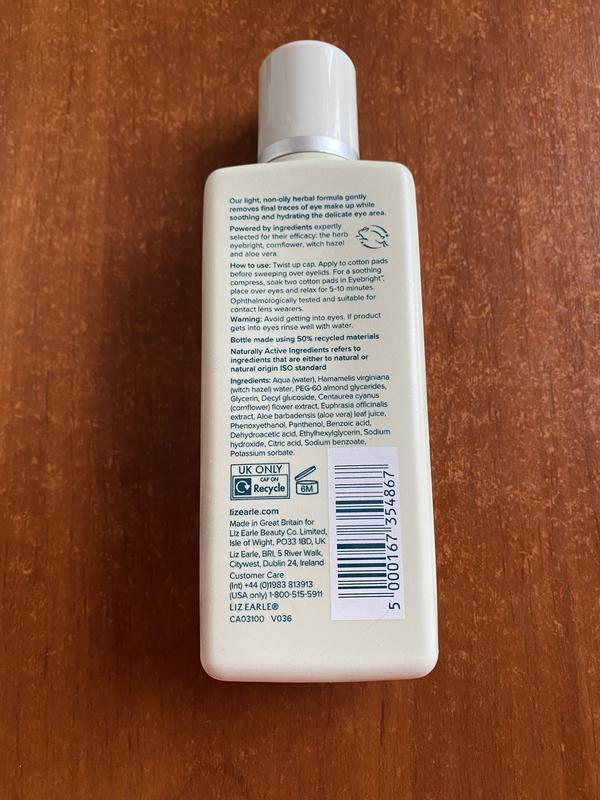 Our light, non-oily herbal formula gently
removes final traces of eye make up while
soothing and hydrating the delicate eye area.
Powered by ingredients expertly
selected for their efficacy: the herb
eyebright, cornflower, witch hazel
and aloe vera.
How to use: Twist up cap. Apply to cotton pads
before sweeping over eyelids. For a soothing
compress, soak two cotton pads in Eyebright™,
place over eyes and relax for 5-10 minutes.
Ophthalmologically tested and suitable for
contact lens wearers.
Warning: Avoid getting into eyes. If product
gets into eyes rinse well with water.
Bottle made using 50% recycled materials
Naturally Active Ingredients refers to
ingredients that are either to natural or
natural origin ISO standard
Ingredients: Aqua (water), Hamamelis virginiana
(witch hazel) water, PEG-60 almond glycerides,
Glycerin, Decyl glucoside, Centaurea cyanus
(cornflower) flower extract, Euphrasia officinalis
extract, Aloe barbadensis (aloe vera) leaf juice,
Phenoxyethanol, Panthenol, Benzoic acid,
Dehydroacetic acid, Ethylhexylglycerin, Sodium
hydroxide, Citric acid, Sodium benzoate,
Potassium sorbate.
UK ONLY
CAP ON
Recycle
6M
lizearle.com
Made in Great Britain for
Liz Earle Beauty Co. Limited,
Isle of Wight, PO33 1BD, UK
Liz Earle, BRI, 5 River Walk,
Citywest, Dublin 24, Ireland
Customer Care
(Int) +44 (0)1983 813913
(USA only) 1-800-515-5911
LIZ EARLE®
CA03100 V036
5 000167 354867